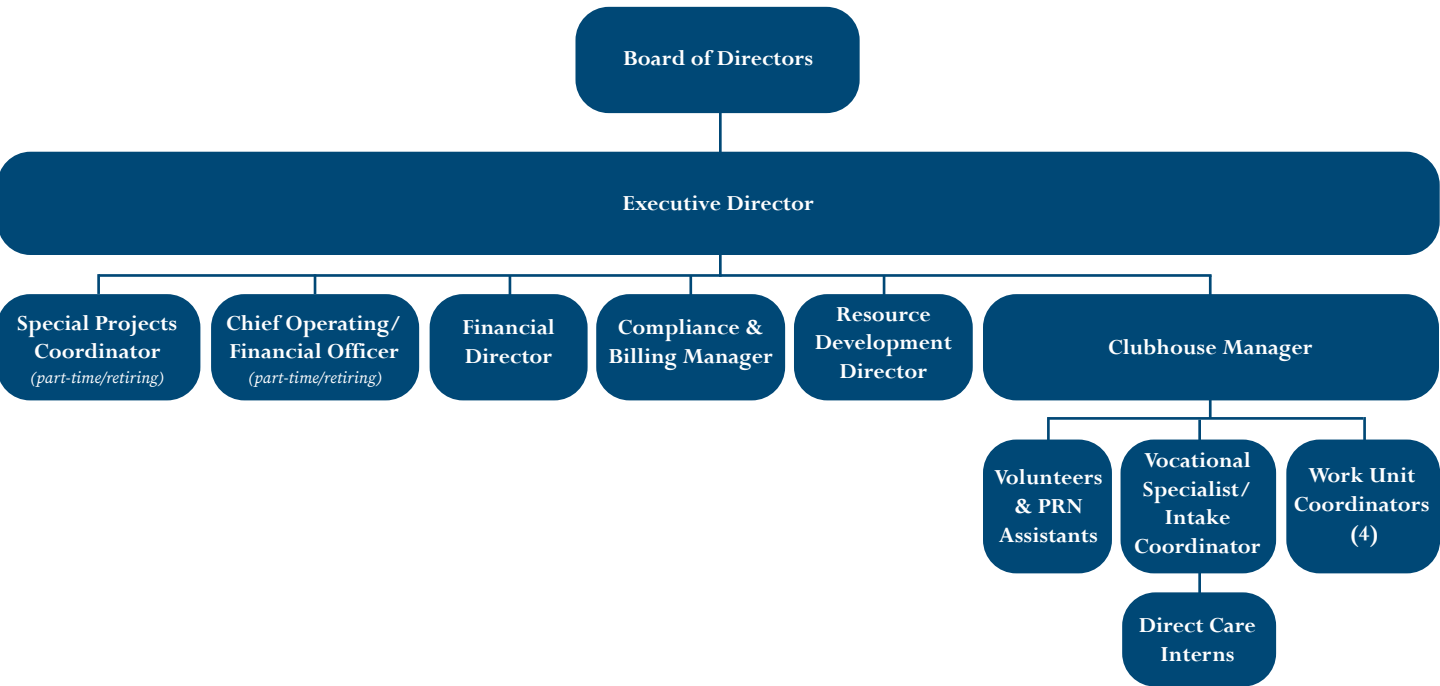 Board of Directors
Executive Director
Special Projects
Coordinator
(part-time/retiring)
Chief Operating/
Financial Officer
(part-time/retiring)
Financial
Director
Compliance &
Billing Manager
Resource
Development
Director
Clubhouse Manager
Volunteers
& PRN
Assistants
Vocational
Specialist/
Intake
Coordinator
Work Unit
Coordinators
(4)
Direct Care
Interns